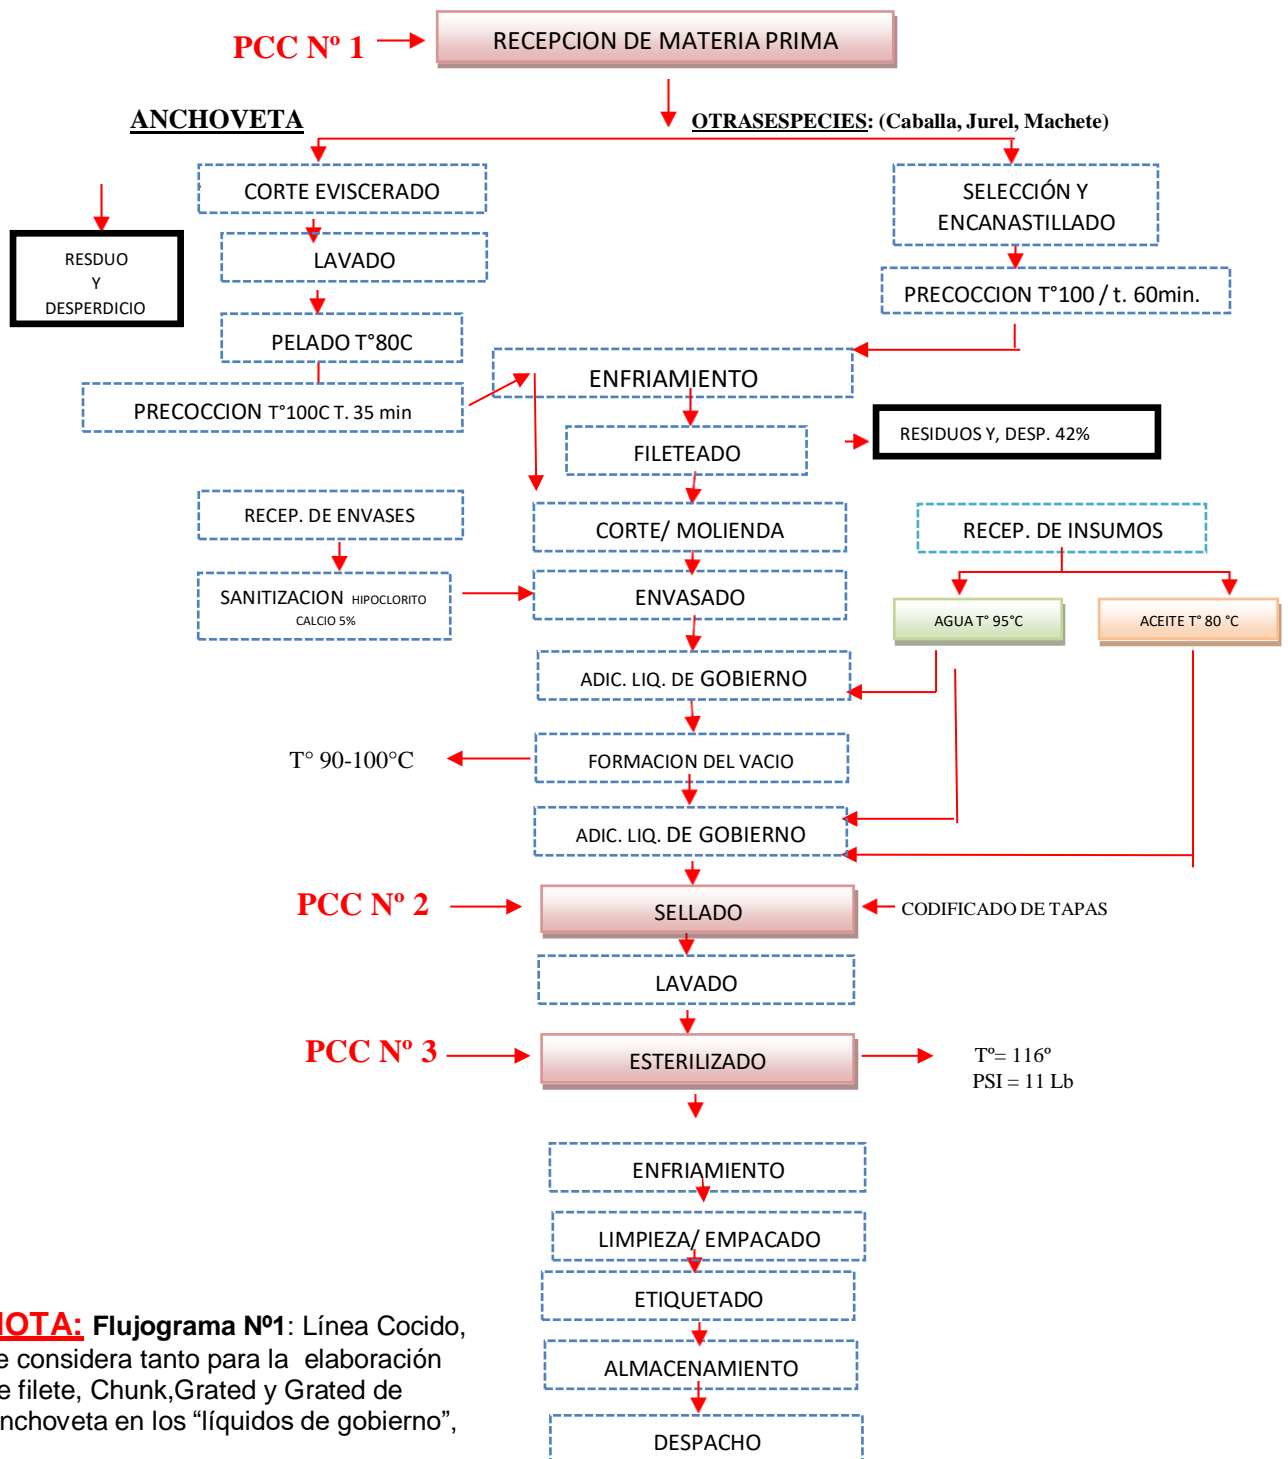 PCC Nº 1
RECEPCION DE MATERIA PRIMA
ANCHOVETA
OTRASESPECIES: (Caballa, Jurel, Machete)
CORTE EVISCERADO
SELECCIÓN Y
ENCANASTILLADO
RESDUO
Y
DESPERDICIO
LAVADO
PRECOCCION T°100 / t. 60min.
PELADO T°80C
ENFRIAMIENTO
PRECOCCION T°100C T. 35 min
FILETEADO
RESIDUOS Y, DESP. 42%
RECEP. DE ENVASES
CORTE/ MOLIENDA
RECEP. DE INSUMOS
SANITIZACION HIPOCLORITO
CALCIO 5%
ENVASADO
AGUA T° 95°C
ACEITE T° 80 °C
ADIC. LIQ. DE GOBIERNO
T° 90-100°C
FORMACION DEL VACIO
ADIC. LIQ. DE GOBIERNO
PCC Nº 2
SELLADO
CODIFICADO DE TAPAS
LAVADO
PCC Nº 3
ESTERILIZADO
Tº= 116º
PSI = 11 Lb
ENFRIAMIENTO
LIMPIEZA/ EMPACADO
ETIQUETADO
ALMACENAMIENTO
DESPACHO
NOTA: Flujograma Nº1: Línea Cocido,
e considera tanto para la elaboración
e filete, Chunk,Grated y Grated de
nchoveta en los “líquidos de gobierno”,